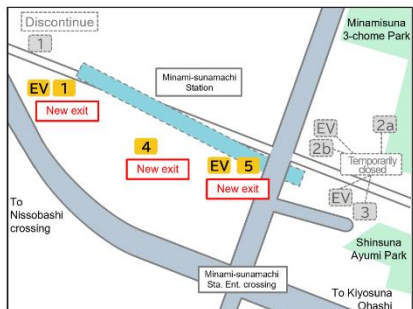 Discontinue
1
Minamisuna
3-chome Park
Minami-sunamachi
Station
EV 1
New exit
EV
2a
2b
4
Temporarily
closed
New exit
EV 5
New exit
EV
3
To
Nissobashi
crossing
Shinsuna
Ayumi Park
Minami-sunamachi
Sta. Ent. crossing
To Kiyosuna
Ohashi